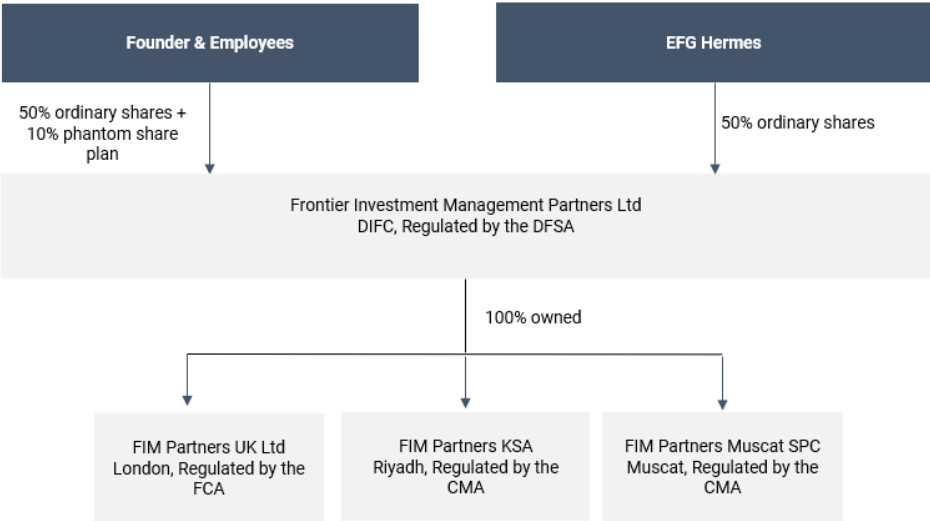 Founder & Employees
EFG Hermes
50% ordinary shares +
10% phantom share
plan
50% ordinary shares
Frontier Investment Management Partners Ltd
DIFC, Regulated by the DFSA
100% owned
FIM Partners UK Ltd
London, Regulated by the
FCA
FIM Partners KSA
Riyadh, Regulated by the
CMA
FIM Partners Muscat SPC
Muscat, Regulated by the
CMA